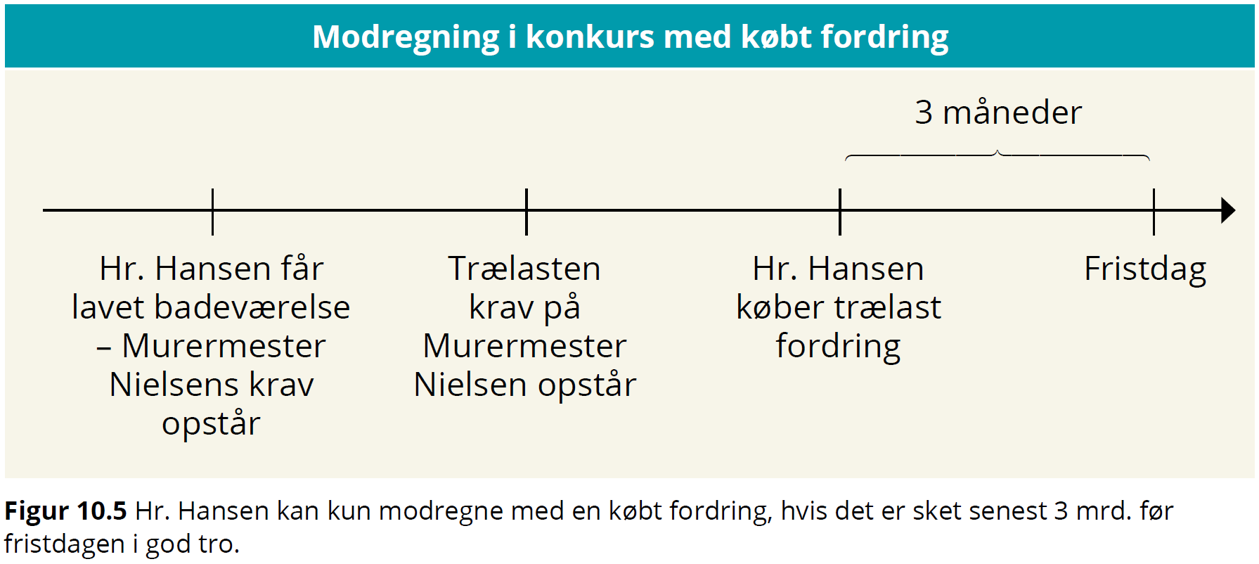 Modregning i konkurs med købt fordring
3 måneder
Hr. Hansen får
lavet badeværelse
– Murermester
Nielsens krav
opstår
Trælasten
krav på
Murermester
Nielsen opstår
Hr. Hansen
køber trælast
fordring
Fristdag
Figur 10.5 Hr. Hansen kan kun modregne med en købt fordring, hvis det er sket senest 3 mrd. før
fristdagen i god tro.